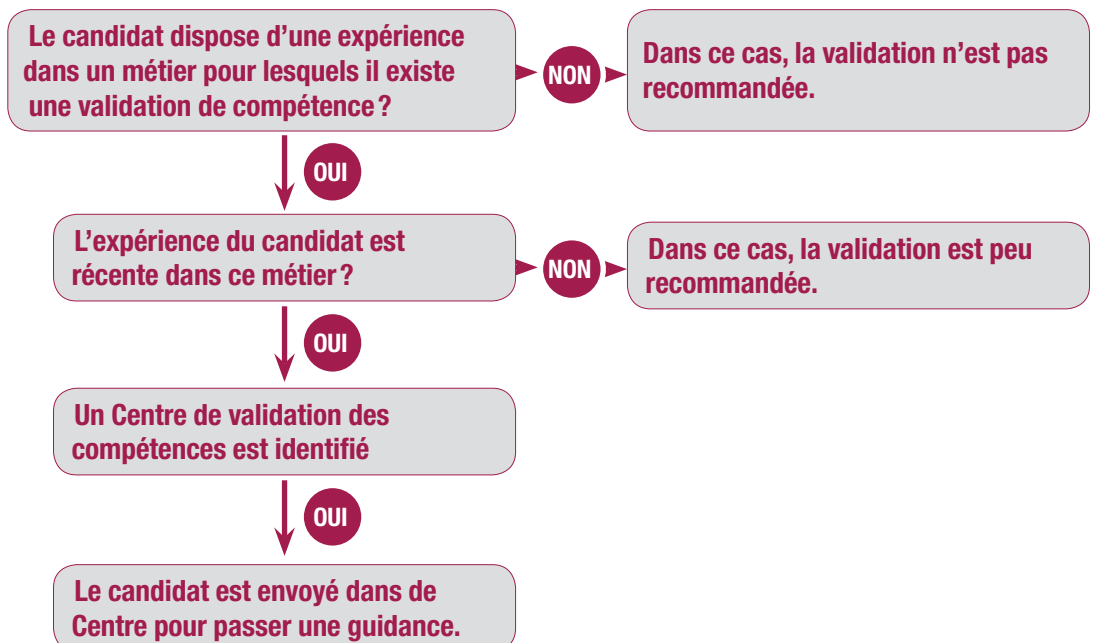 Le candidat dispose d’une expérience
dans un métier pour lesquels il existe
une validation de compétence ?
NON
Dans ce cas, la validation n’est pas
recommandée.
OUI
L’expérience du candidat est
récente dans ce métier ?
NON
Dans ce cas, la validation est peu
recommandée.
OUI
Un Centre de validation des
compétences est identifié
OUI
Le candidat est envoyé dans de
Centre pour passer une guidance.